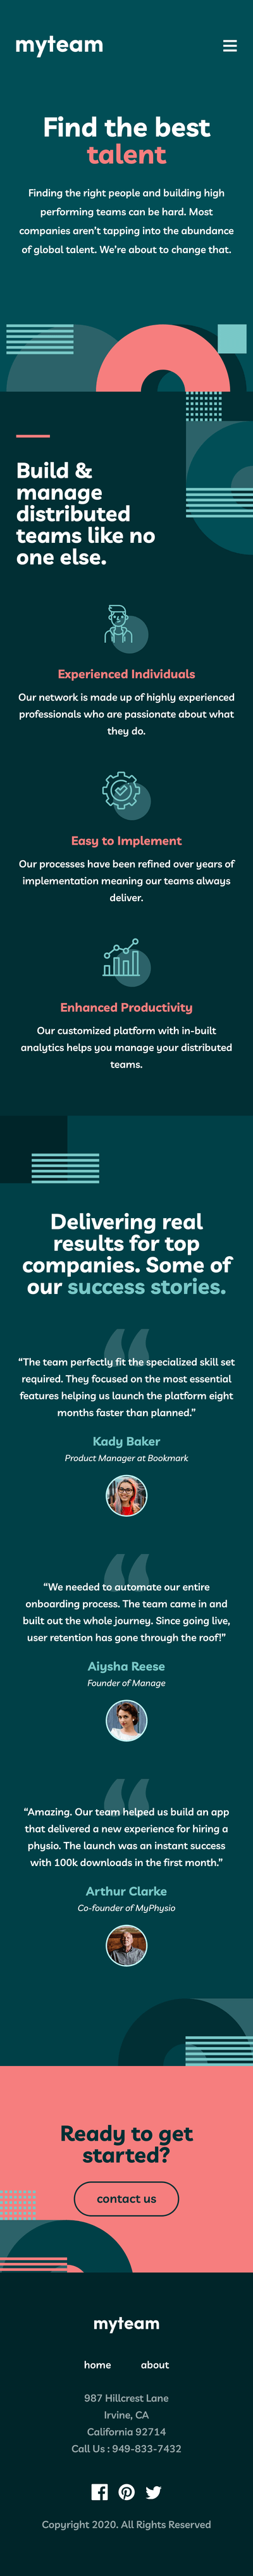 myteam
Find the best
talent
Finding the right people and building high
performing teams can be hard. Most
companies aren't tapping into the abundance
of global talent. We're about to change that.
Build &
manage
distributed
teams like no
one else.
Experienced Individuals
Our network is made up of highly experienced
professionals who are passionate about what
they do.
Easy to Implement
Our processes have been refined over years of
implementation meaning our teams always
deliver.
Enhanced Productivity
Our customized platform with in-built
analytics helps you manage your distributed
teams.
Delivering real
results for top
companies. Some of
our success stories.
“The team perfectly fit the specialized skill set
required. They focused on the most essential
features helping us launch the platform eight
months faster than planned.”
Kady Baker
Product Manager at Bookmark
“We needed to automate our entire
onboarding process. The team came in and
built out the whole journey. Since going live,
user retention has gone through the roof!”
Aiysha Reese
Founder of Manage
“Amazing. Our team helped us build an app
that delivered a new experience for hiring a
physio. The launch was an instant success
with 100k downloads in the first month.”
Arthur Clarke
Co-founder of MyPhysio
Ready to get
started?
contact us
myteam
home about
987 Hillcrest Lane
Irvine, CA
California 92714
Call Us : 949-833-7432
Copyright 2020. All Rights Reserved